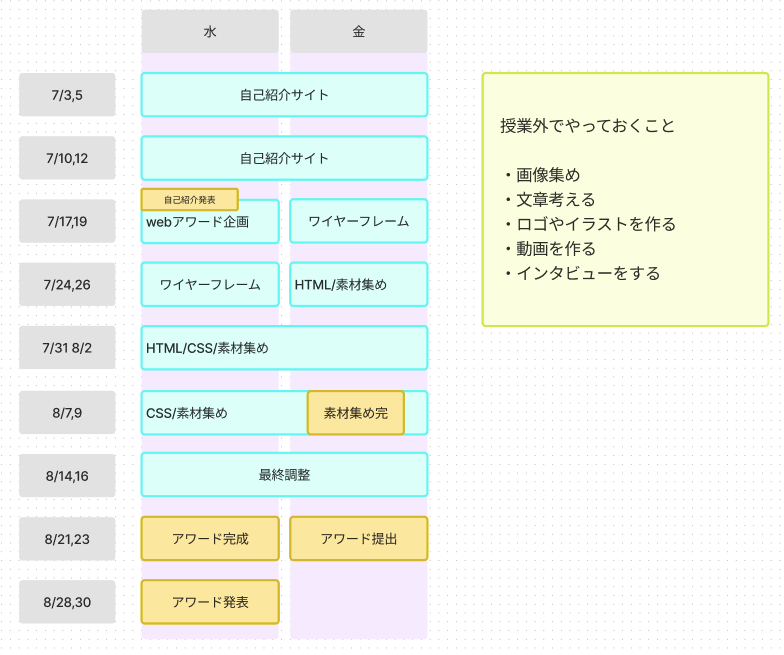 水
金
7/3,5
自己紹介サイト
7/10,12
自己紹介サイト
自己紹介発表
7/17,19
webアワード企画
ワイヤーフレーム
7/24,26
ワイヤーフレーム
HTML/素材集め
7/31 8/2
HTML/CSS/素材集め
8/7,9
CSS/素材集め
素材集め完
8/14,16
最終調整
8/21,23
アワード完成
アワード提出
8/28,30
アワード発表
授業外でやっておくこと
・画像集め
・文章考える
・ロゴやイラストを作る
・動画を作る
・インタビューをする